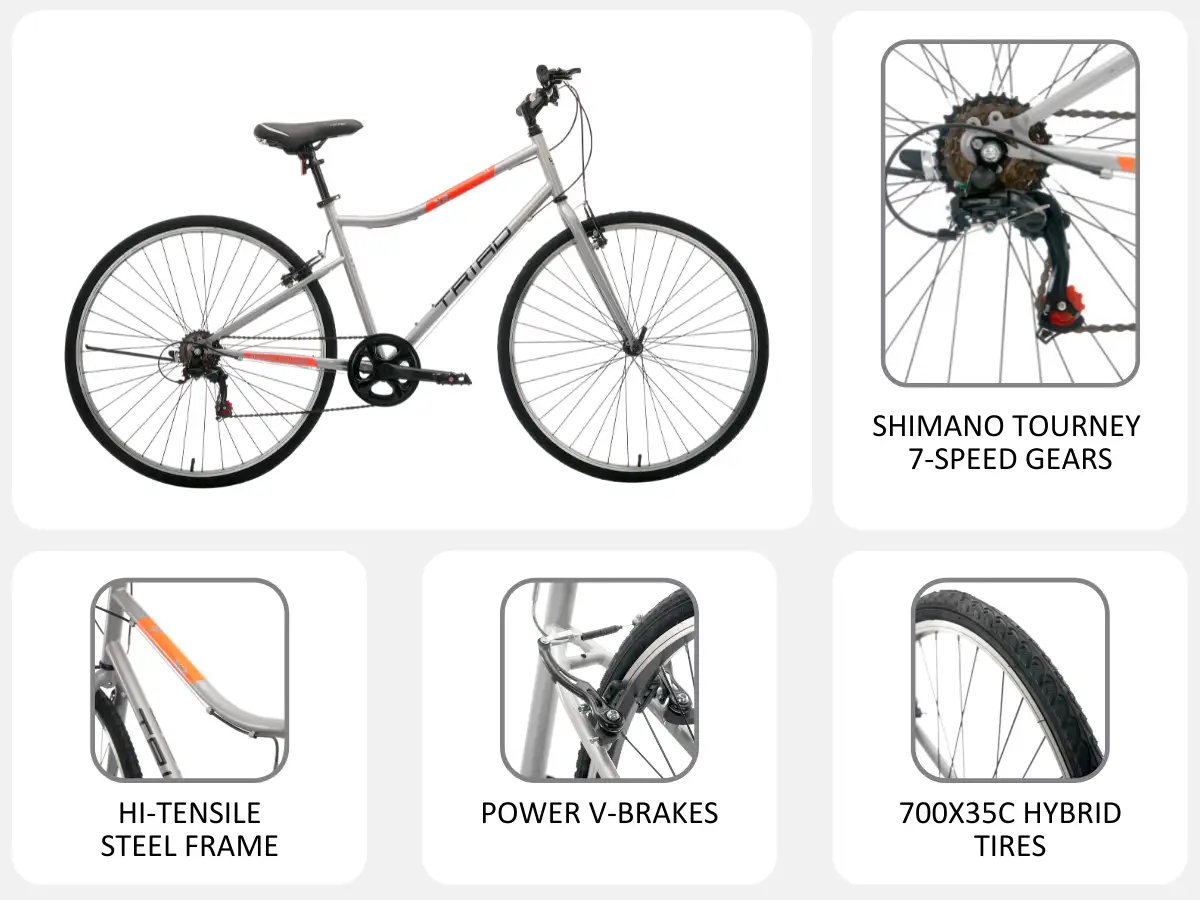 TRIAD
SHIMANO TOURNEY
7-SPEED GEARS
HI-TENSILE
STEEL FRAME
POWER V-BRAKES
700X35C HYBRID
TIRES